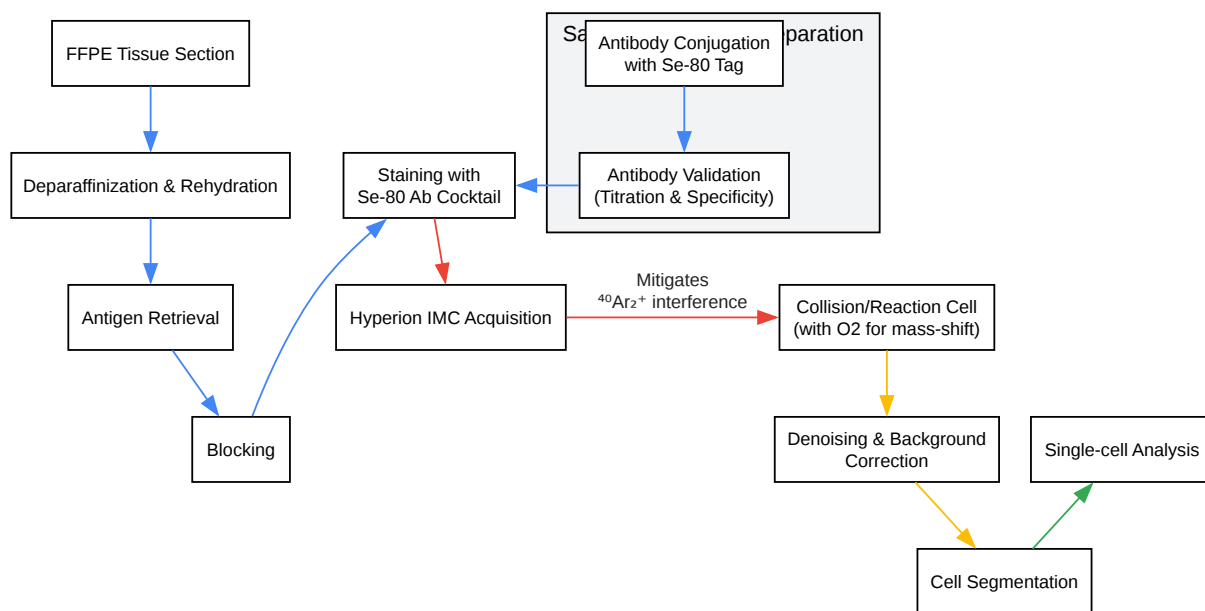 FFPE Tissue Section
Deparaffinization & Rehydration
Antigen Retrieval
Blocking
Antibody Conjugation
with Se-80 Tag
Antibody Validation
(Titration & Specificity)
Staining with
Se-80 Ab Cocktail
Hyperion IMC Acquisition
Mitigates
⁴⁰Ar₂⁺ interference
Collision/Reaction Cell
(with O2 for mass-shift)
Denoising & Background
Correction
Cell Segmentation
Single-cell Analysis